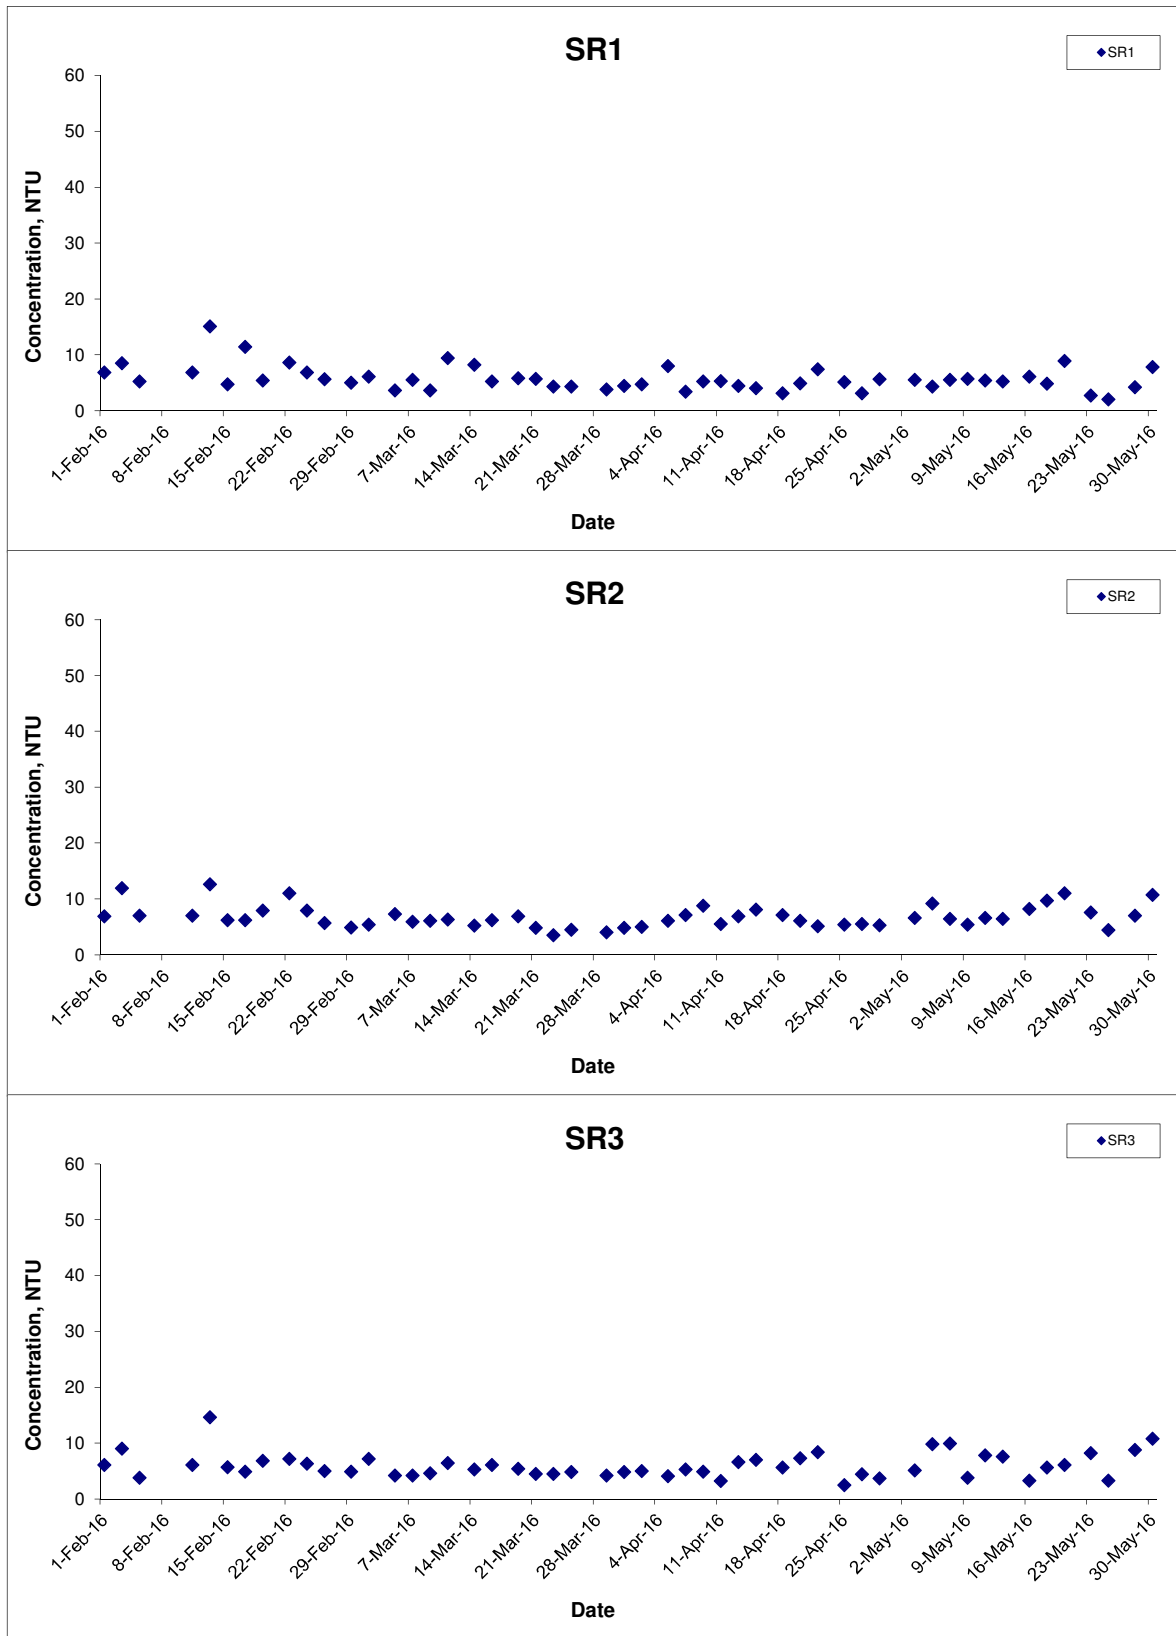 SR1
SR1
60
50
40
30
20
10
0
Concentration, NTU
1-Feb-16
8-Feb-16
15-Feb-16
22-Feb-16
29-Feb-16
7-Mar-16
14-Mar-16
21-Mar-16
28-Mar-16
4-Apr-16
11-Apr-16
18-Apr-16
25-Apr-16
2-May-16
9-May-16
16-May-16
23-May-16
30-May-16
Date
SR2
SR2
60
50
40
30
20
10
0
Concentration, NTU
1-Feb-16
8-Feb-16
15-Feb-16
22-Feb-16
29-Feb-16
7-Mar-16
14-Mar-16
21-Mar-16
28-Mar-16
4-Apr-16
11-Apr-16
18-Apr-16
25-Apr-16
2-May-16
9-May-16
16-May-16
23-May-16
30-May-16
Date
SR3
SR3
60
50
40
30
20
10
0
Concentration, NTU
1-Feb-16
8-Feb-16
15-Feb-16
22-Feb-16
29-Feb-16
7-Mar-16
14-Mar-16
21-Mar-16
28-Mar-16
4-Apr-16
11-Apr-16
18-Apr-16
25-Apr-16
2-May-16
9-May-16
16-May-16
23-May-16
30-May-16
Date